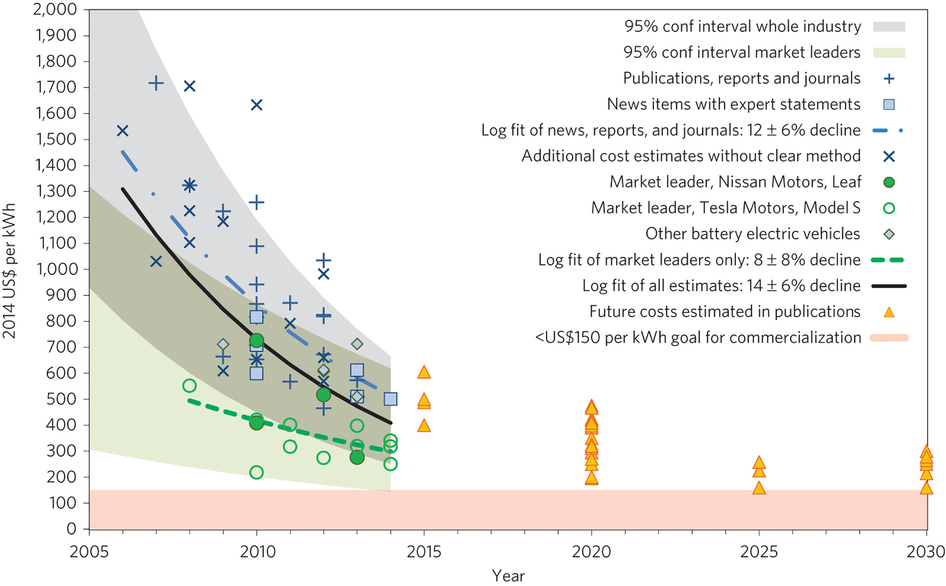 2,000
1,900
1,800
1,700
1,600
1,500
1,400
1,300
1,200
1,100
1,000
900
800
700
600
500
400
300
200
100
0
2014 US$ per kWh
95% conf interval whole industry
95% conf interval market leaders
Publications, reports and journals
News items with expert statements
Log fit of news, reports, and journals: 12 ± 6% decline
Additional cost estimates without clear method
Market leader, Nissan Motors, Leaf
Market leader, Tesla Motors, Model S
Other battery electric vehicles
Log fit of market leaders only: 8 ± 8% decline
Log fit of all estimates: 14 ± 6% decline
Future costs estimated in publications
<US$150 per kWh goal for commercialization
2005 2010 2015 2020 2025 2030
Year